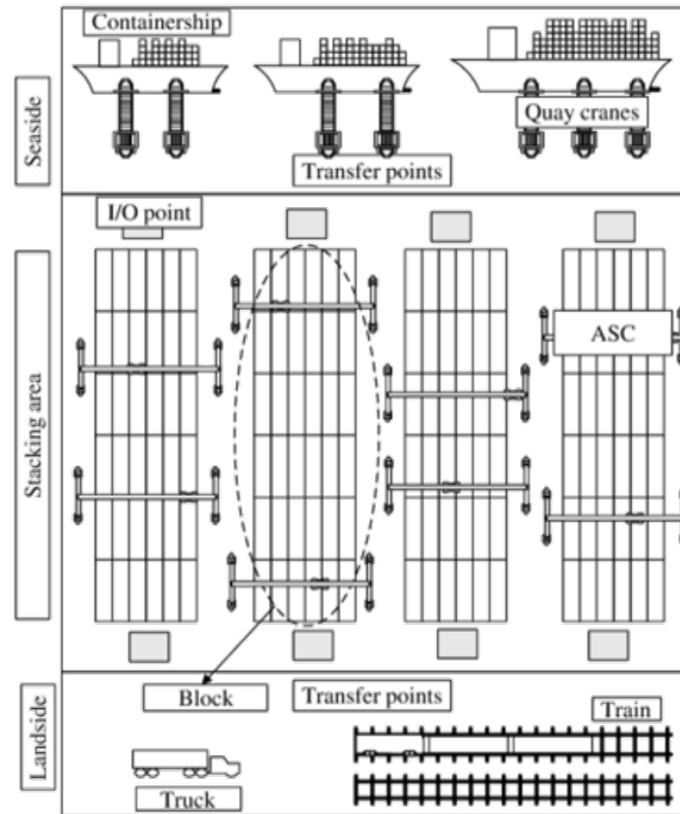 Containership
Quay cranes
Transfer points
Seaside
I/O point
ASC
Stacking area
Block
Transfer points
Train
Truck
Landside